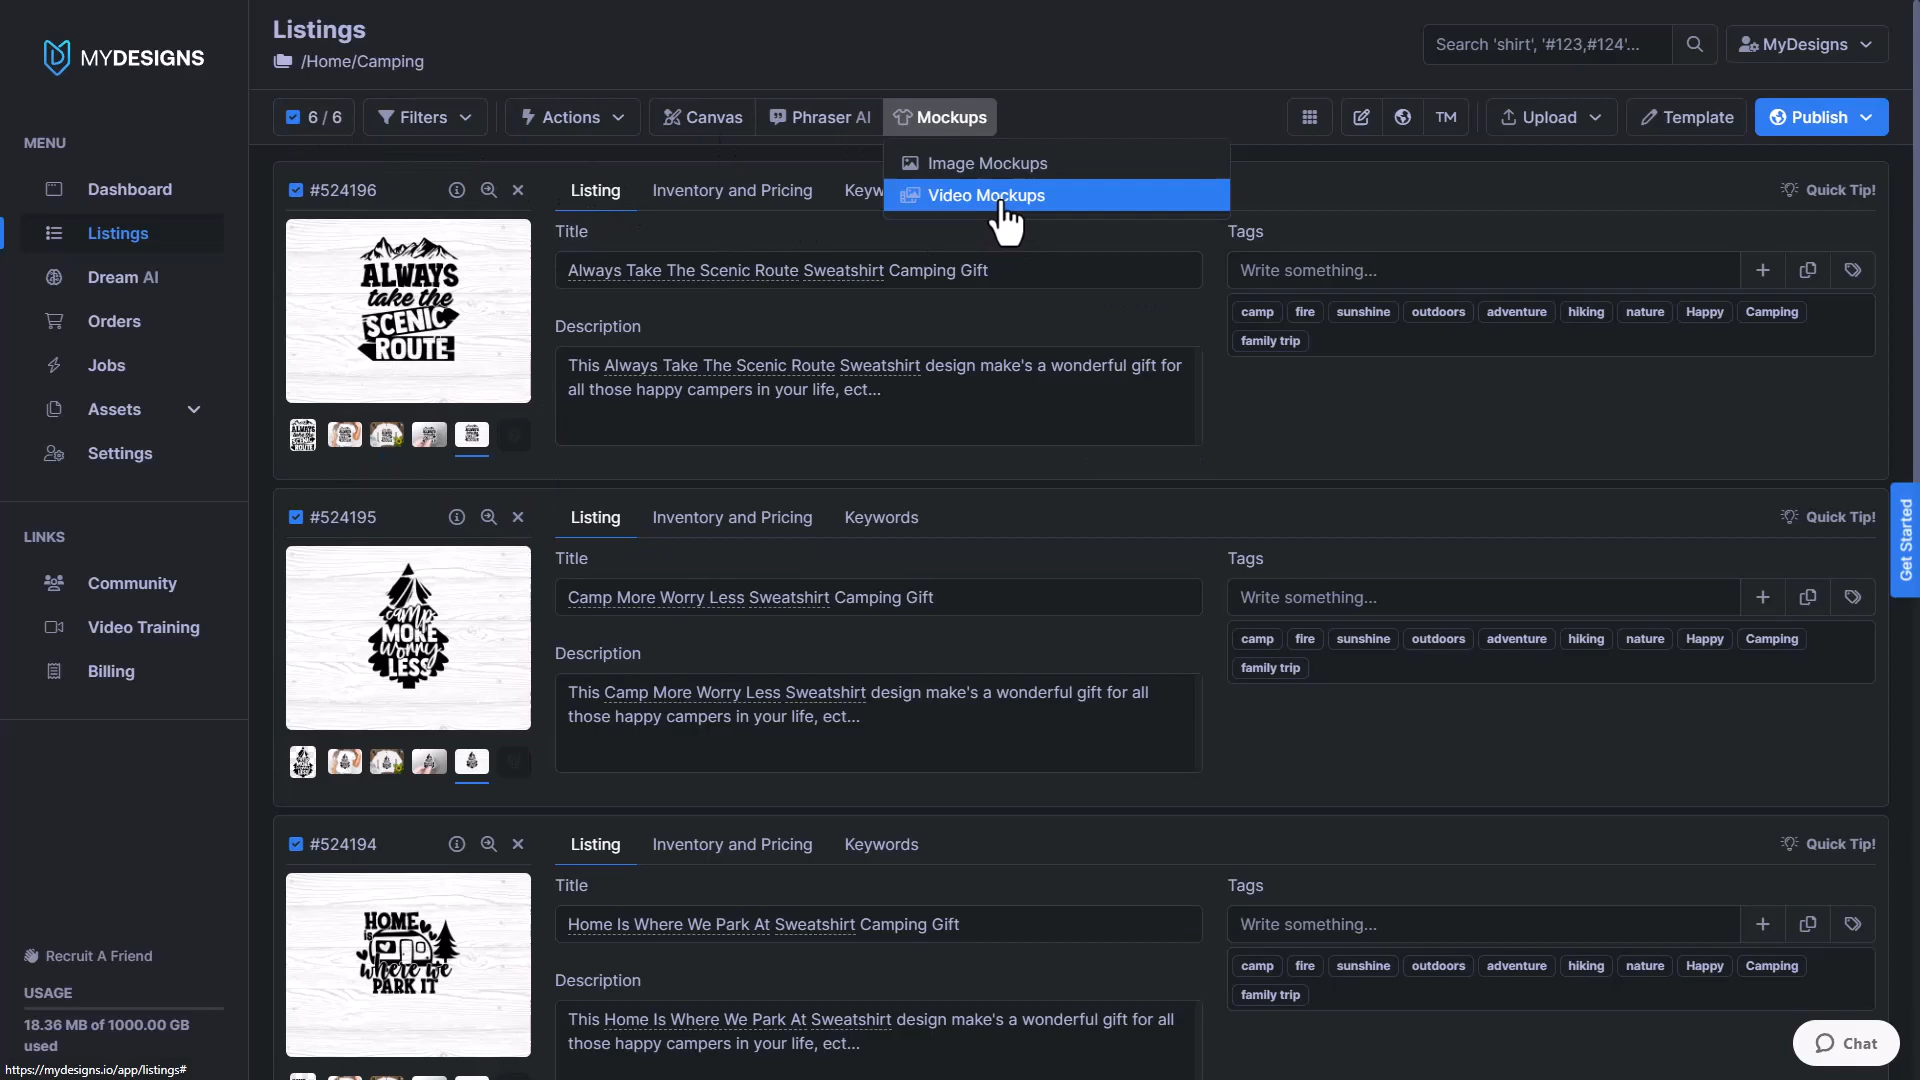 MYDESIGNS
MENU
Dashboard
Listings
Dream AI
Orders
Jobs
Assets
Settings
LINKS
Community
Video Training
Billing
Recruit A Friend
USAGE
18.36 MB of 1000.00 GB
used
https://mydesigns.io/app/listings#
Listings
/Home/Camping
Search 'shirt', '#123,#124'...
MyDesigns
6 / 6
Filters
Actions
Canvas
Phraser AI
Mockups
TM
Upload
Template
Publish
Image Mockups
Video Mockups
#524196
Listing
Inventory and Pricing
Keyw
Quick Tip!
ALWAYS
take the
SCENIC
ROUTE
Title
Always Take The Scenic Route Sweatshirt Camping Gift
Description
This Always Take The Scenic Route Sweatshirt design make's a wonderful gift for
all those happy campers in your life, ect...
Tags
Write something...
camp fire sunshine outdoors adventure hiking nature Happy Camping
family trip
#524195
Listing
Inventory and Pricing
Keywords
Quick Tip!
camp
MORE
worry
LESS
Title
Camp More Worry Less Sweatshirt Camping Gift
Description
This Camp More Worry Less Sweatshirt design make's a wonderful gift for all
those happy campers in your life, ect...
Tags
Write something...
camp fire sunshine outdoors adventure hiking nature Happy Camping
family trip
#524194
Listing
Inventory and Pricing
Keywords
Quick Tip!
HOME
is
where we
PARK IT
Title
Home Is Where We Park At Sweatshirt Camping Gift
Description
This Home Is Where We Park At Sweatshirt design make's a wonderful gift for all
those happy campers in your life, ect...
Tags
Write something...
camp fire sunshine outdoors adventure hiking nature Happy Camping
family trip
Get Started
Chat